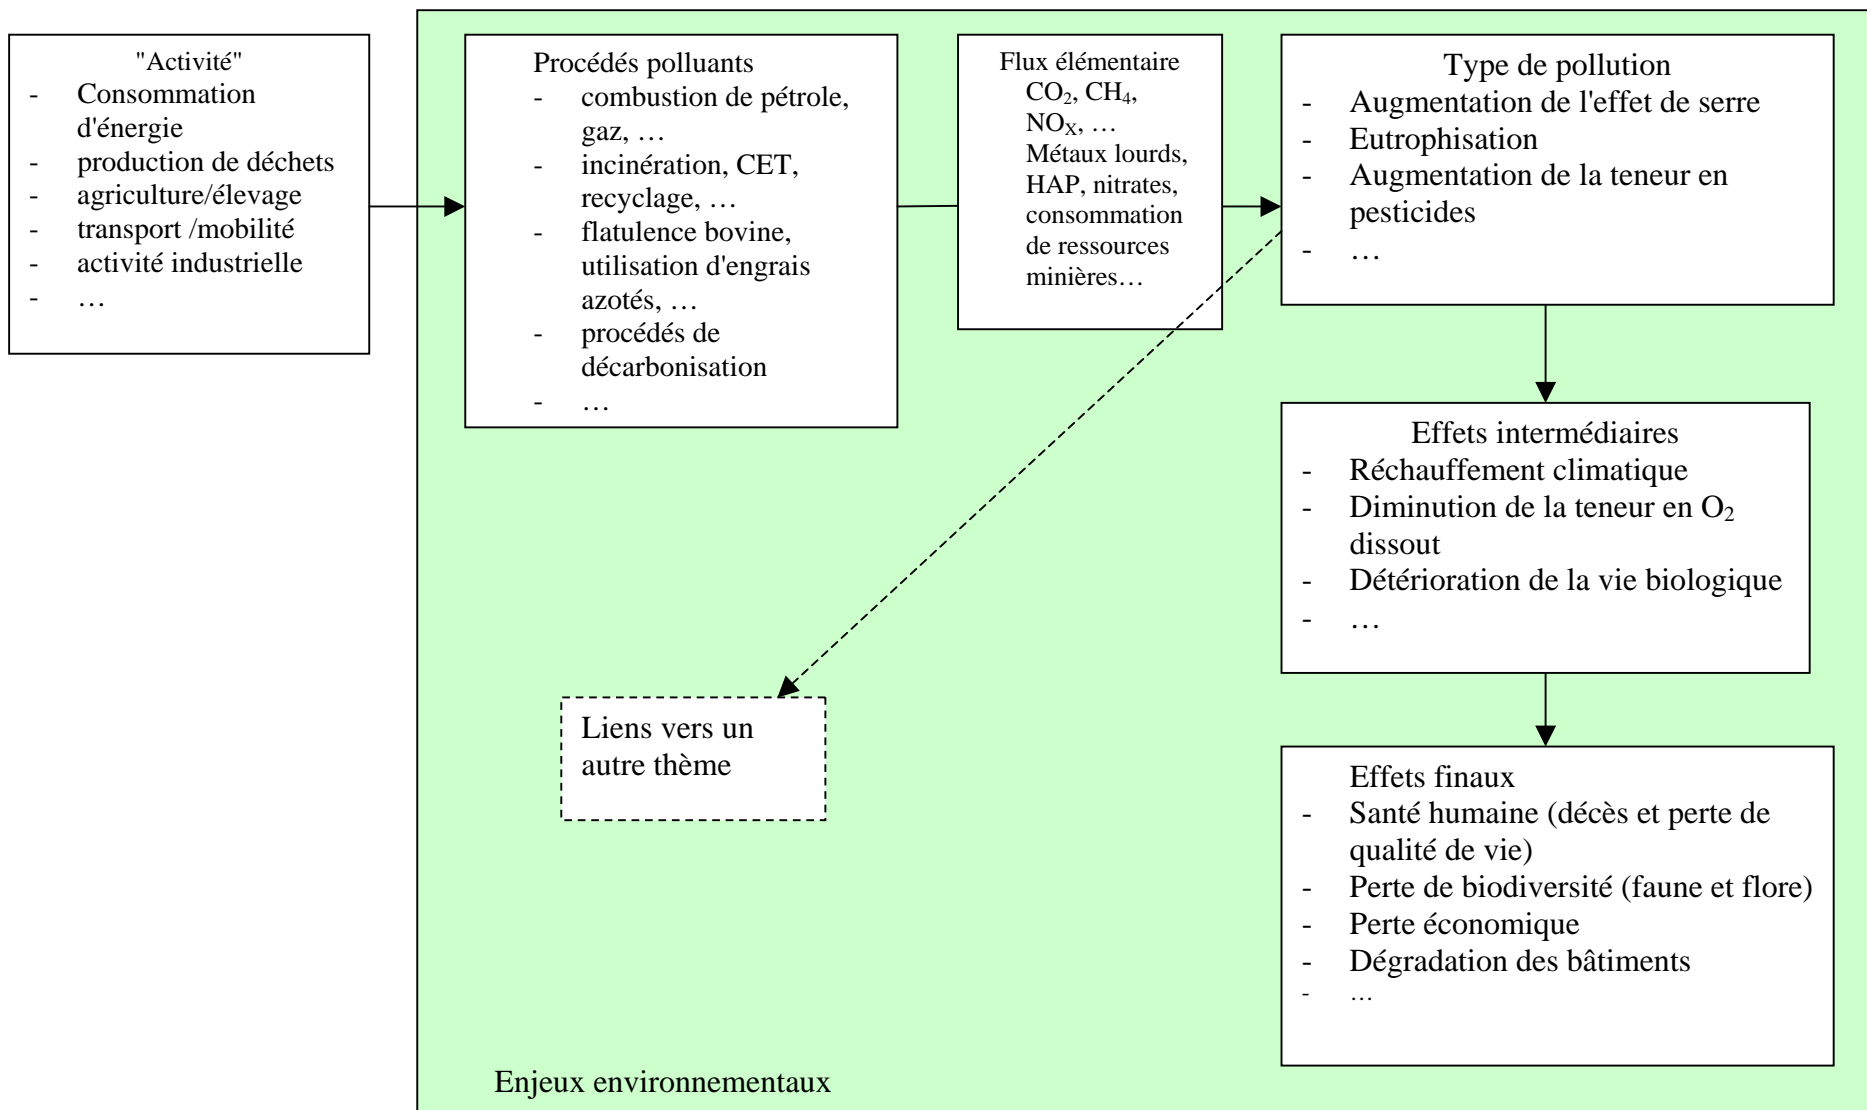 "Activité"
- Consommation
d'énergie
- production de déchets
- agriculture/élevage
- transport /mobilité
- activité industrielle
- …
Procédés polluants
- combustion de pétrole,
gaz, …
- incinération, CET,
recyclage, …
- flatulence bovine,
utilisation d'engrais
azotés, …
- procédés de
décarbonisation
- …
Flux élémentaire
CO₂, CH₄,
NOₓ, …
Métaux lourds,
HAP, nitrates,
consommation
de ressources
minières…
Type de pollution
- Augmentation de l'effet de serre
- Eutrophisation
- Augmentation de la teneur en
pesticides
- …
Effets intermédiaires
- Réchauffement climatique
- Diminution de la teneur en O₂
dissout
- Détérioration de la vie biologique
- …
Liens vers un
autre thème
Effets finaux
- Santé humaine (décès et perte de
qualité de vie)
- Perte de biodiversité (faune et flore)
- Perte économique
- Dégradation des bâtiments
- …
Enjeux environnementaux